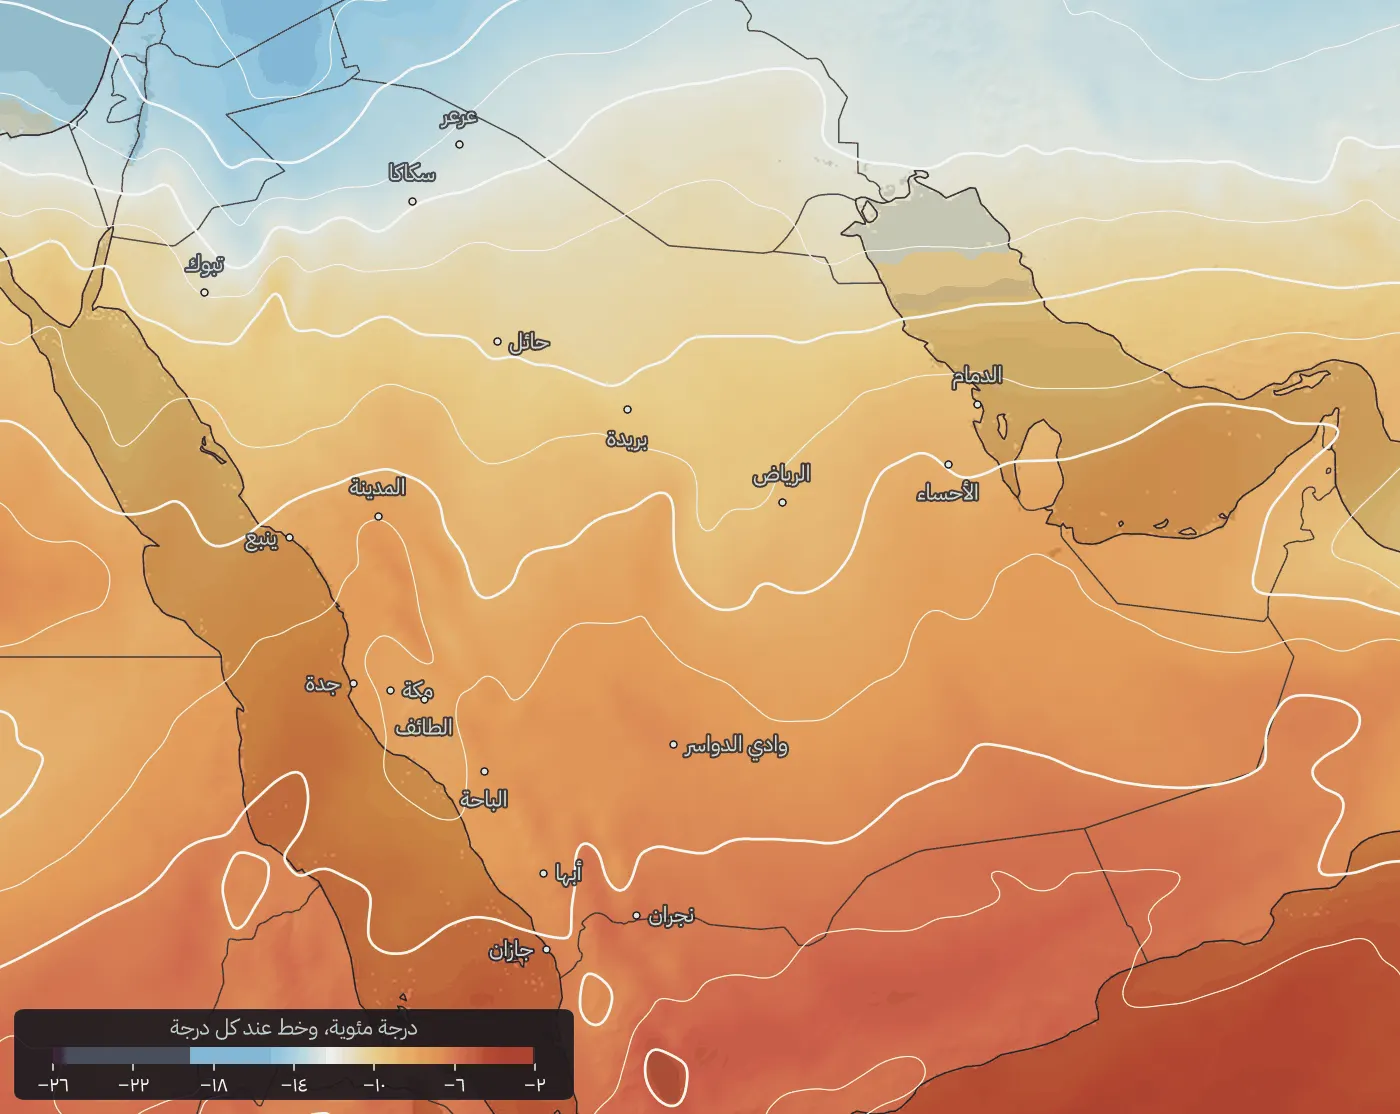 عرعر
سكاكا
تبوك
حائل
الدمام
بريدة
الرياض
المدينة
الأحساء
ينبع
جدة
مكة
الطائف
وادي الدواسر
الباحة
أبها
نجران
جازان
درجة مئوية، وخط عند كل درجة
−٢٦ −٢٢ −١٨ −١٤ −١٠ −٦ −٢